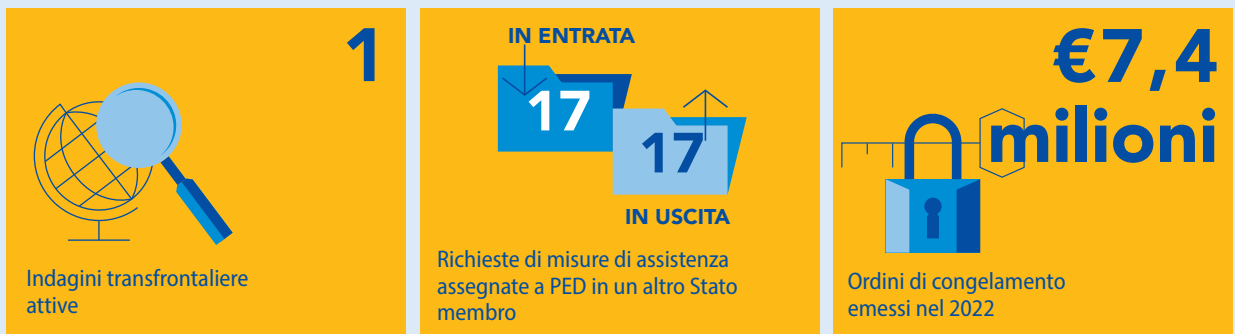 1
Indagini transfrontaliere
attive
IN ENTRATA
17
17
IN USCITA
Richieste di misure di assistenza
assegnate a PED in un altro Stato
membro
€7,4
milioni
Ordini di congelamento
emessi nel 2022